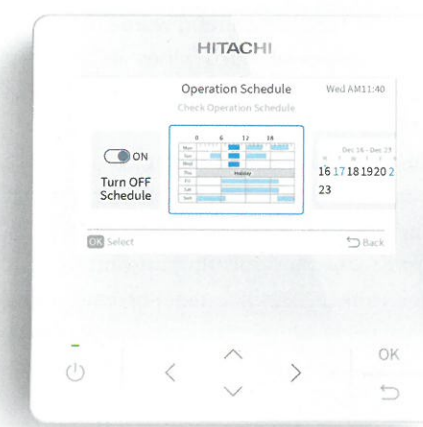 HITACHI
Operation Schedule
Wed AM11:40
Check Operation Schedule
ON
Turn OFF
Schedule
0 6 12 18
Mon
Tue
Wed
Thu Holiday
Fri
Sat
Dec 16 - Dec 23
16 17 18 19 20 2
23
OK Select
Back
OK